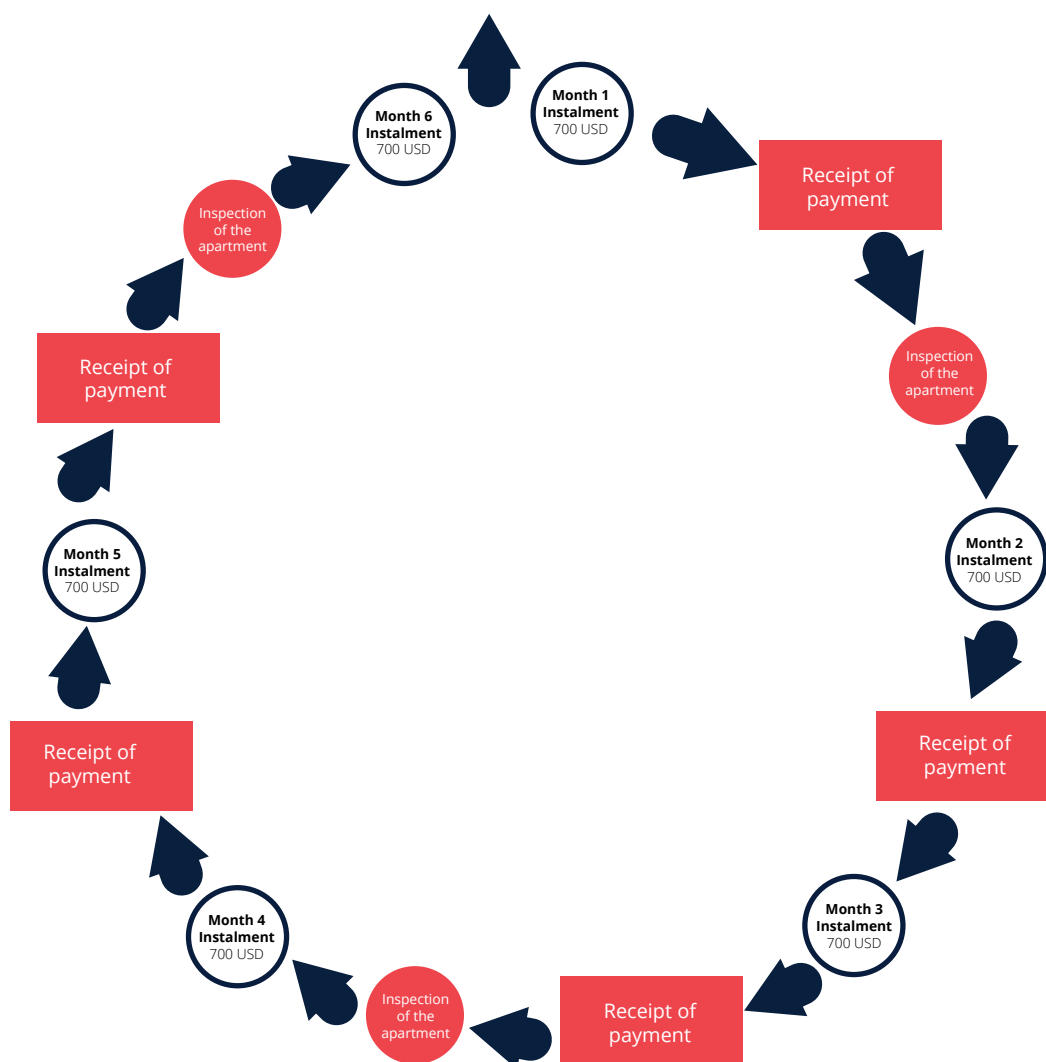 Month 1
Instalment
700 USD
Receipt of
payment
Inspection
of the
apartment
Month 2
Instalment
700 USD
Receipt of
payment
Month 3
Instalment
700 USD
Receipt of
payment
Inspection
of the
apartment
Month 4
Instalment
700 USD
Receipt of
payment
Month 5
Instalment
700 USD
Receipt of
payment
Inspection
of the
apartment
Month 6
Instalment
700 USD